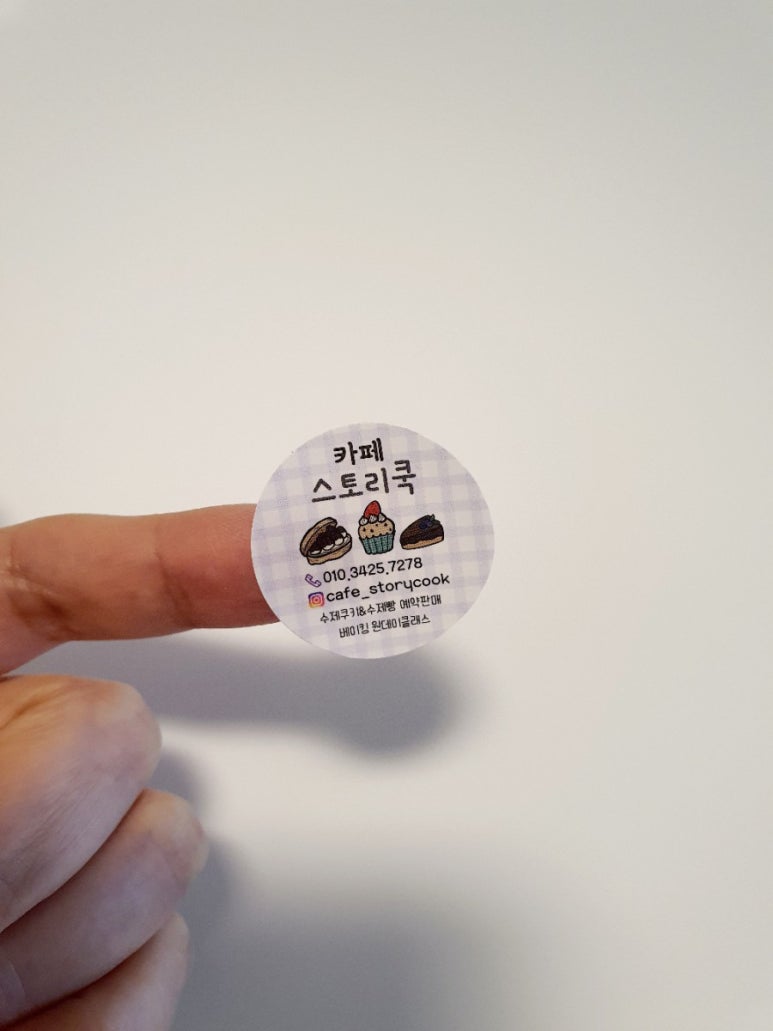 카페
스토리쿡
010.3425.7278
cafe_storycook
수제쿠키&수제빵 예약판매
베이킹 원데이클래스